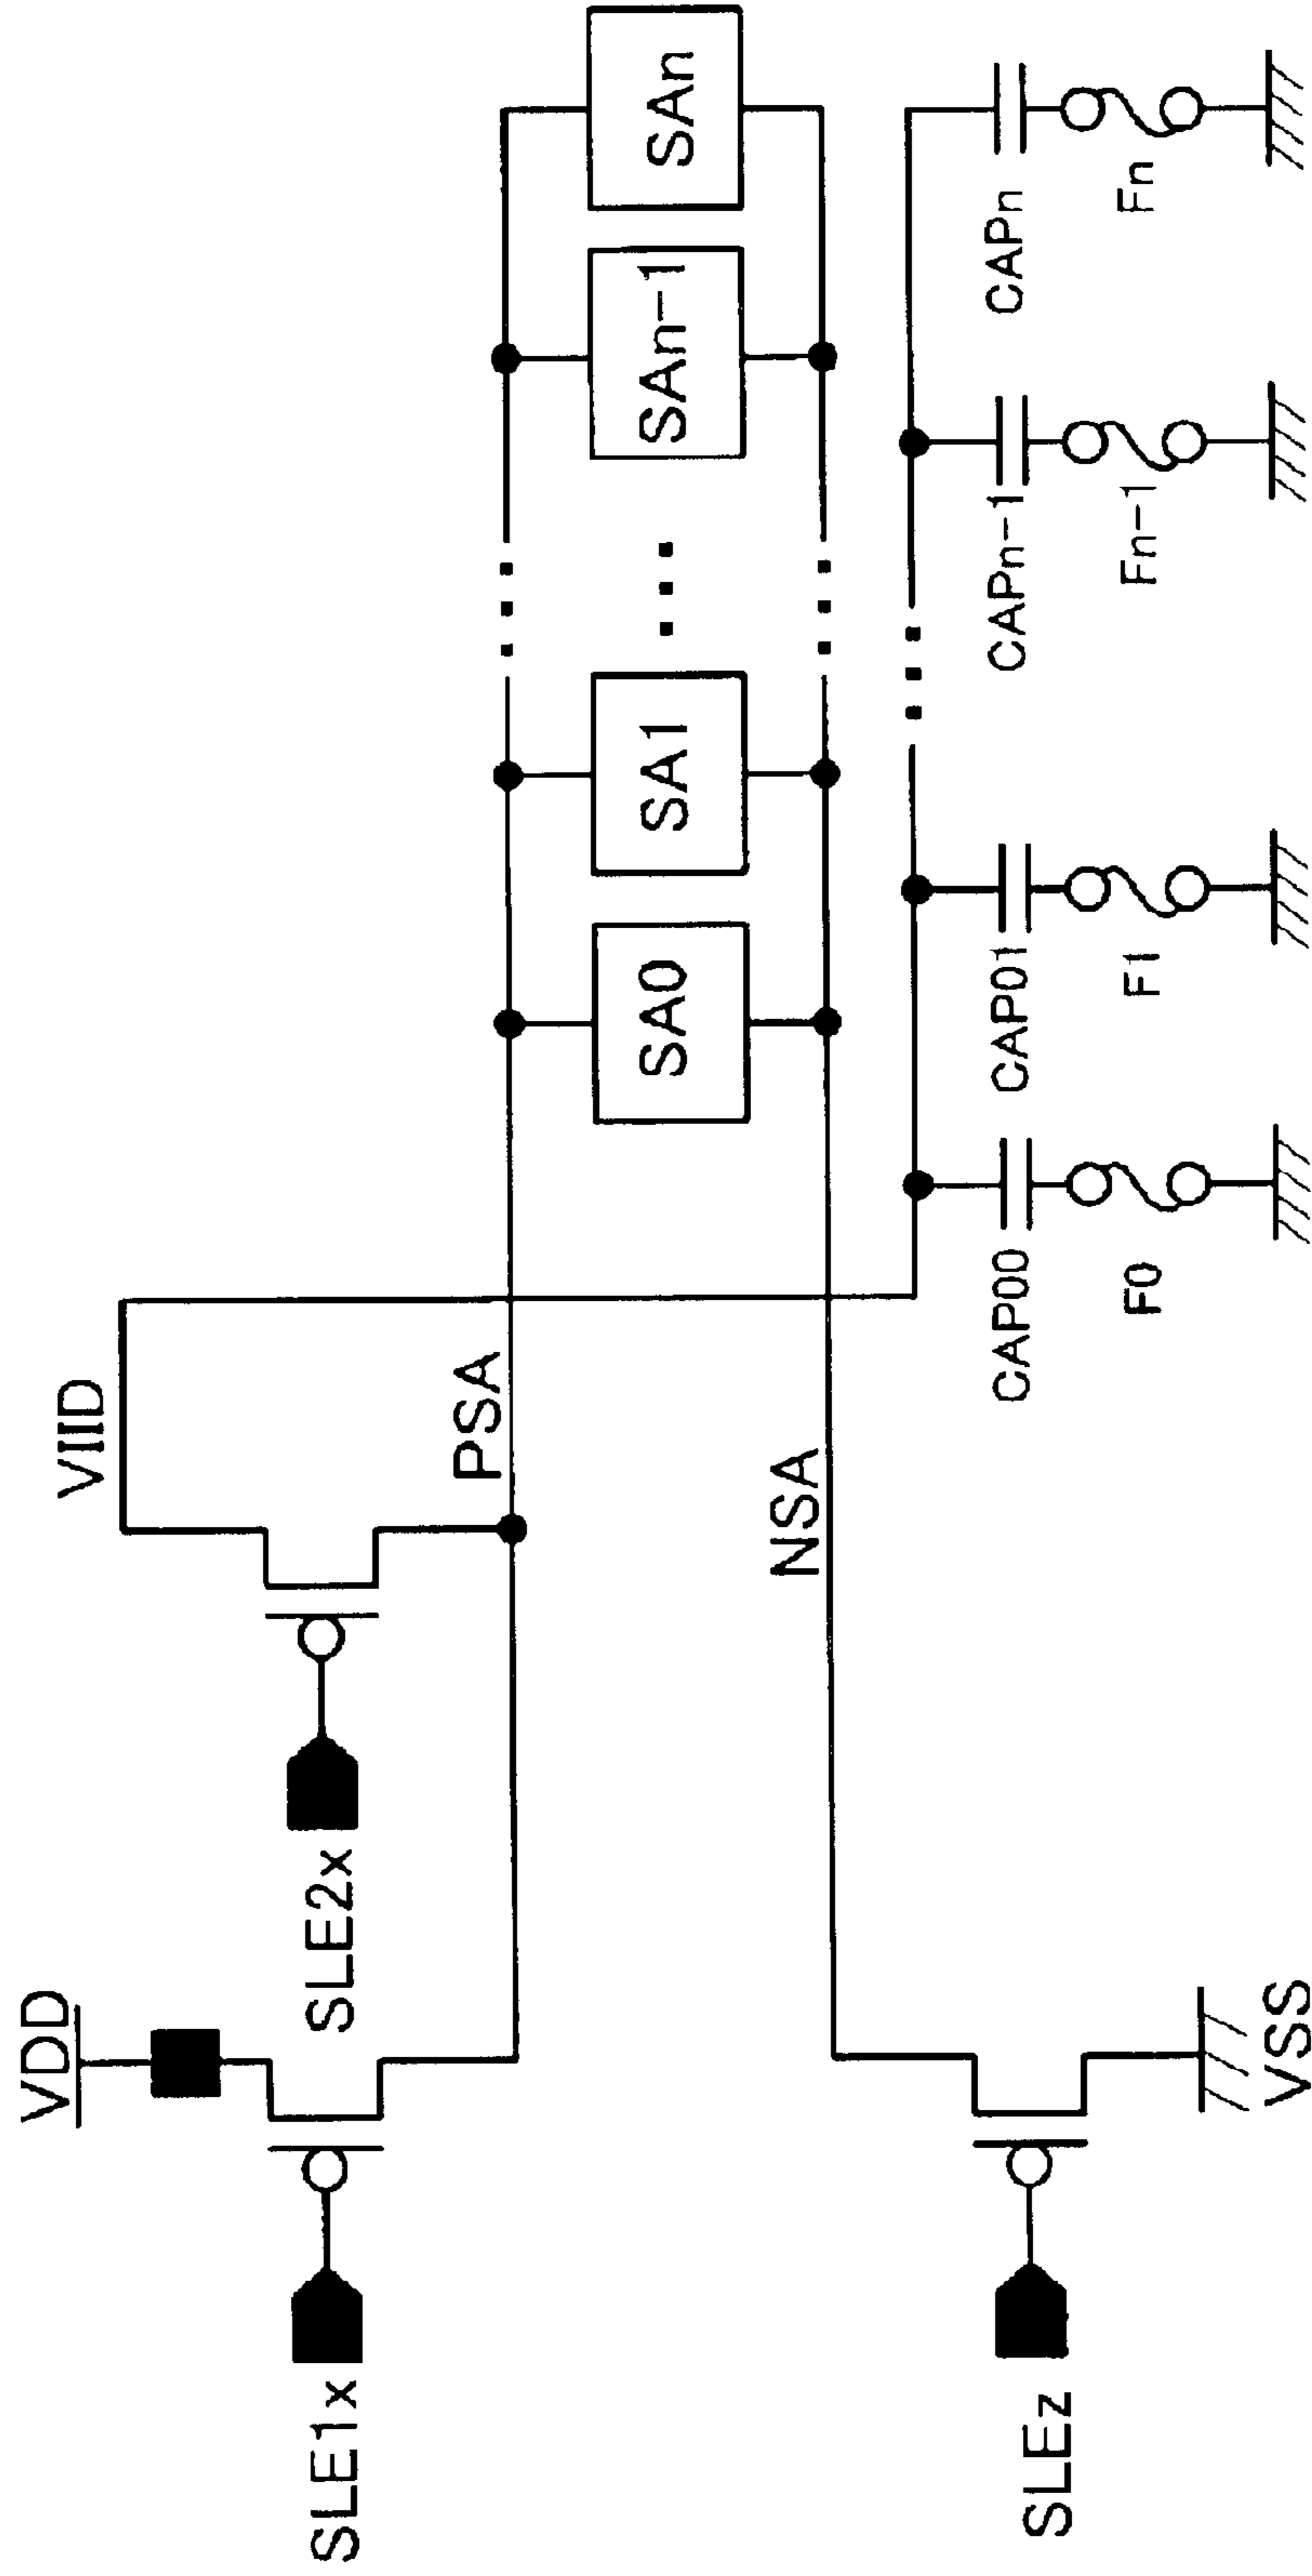 VDD
SLE1x
SLE2x
VIID
PSA
NSA
SLEz
VSS
SA0
SA1
SAn-1
SAn
CAP00
CAP01
CAPn-1
CAPn
F0
F1
Fn-1
Fn